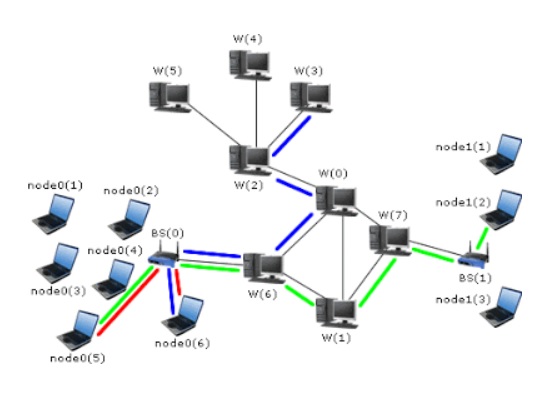 W(4)
W(5)
W(3)
node1(1)
W(2)
W(0)
node0(1)
node0(2)
node1(2)
BS(0)
W(7)
node0(4)
BS(1)
node0(3)
W(6)
node1(3)
W(1)
node0(5)
node0(6)